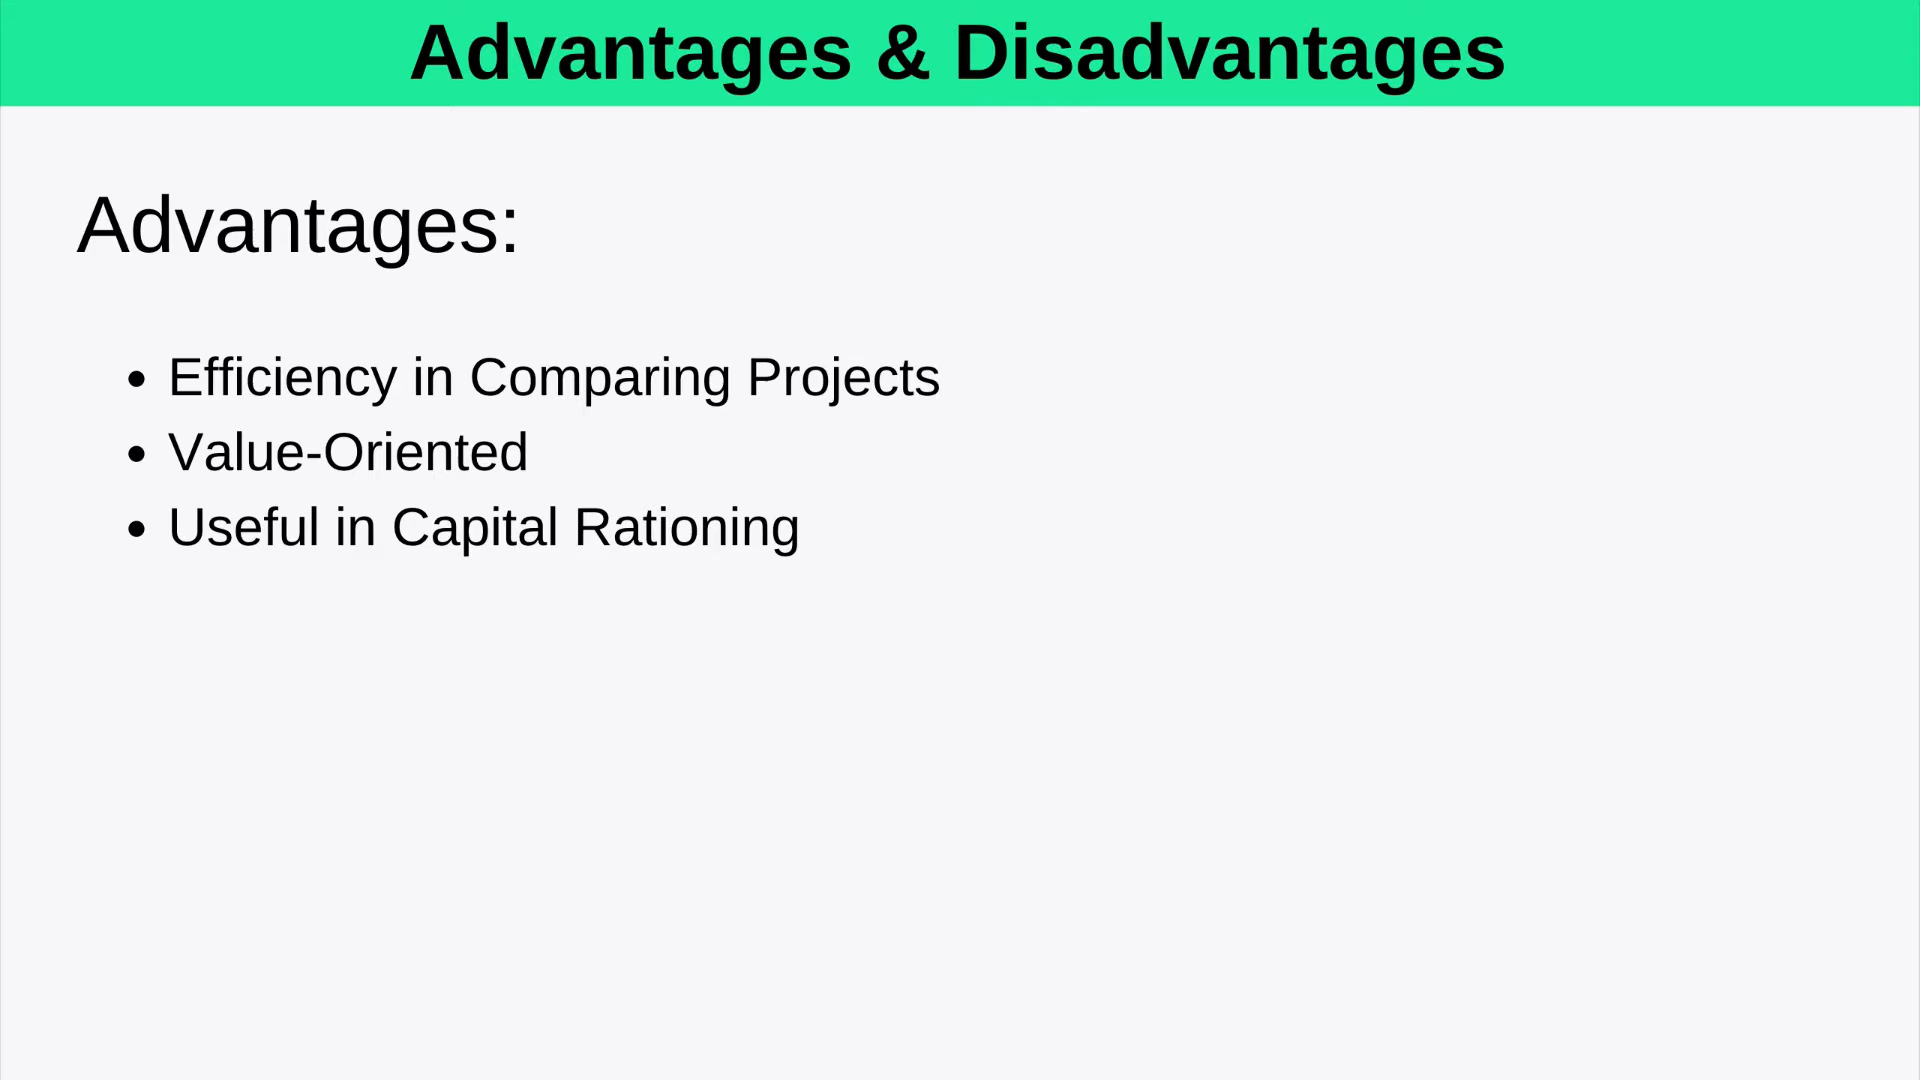 Advantages & Disadvantages
Advantages:
• Efficiency in Comparing Projects
• Value-Oriented
• Useful in Capital Rationing